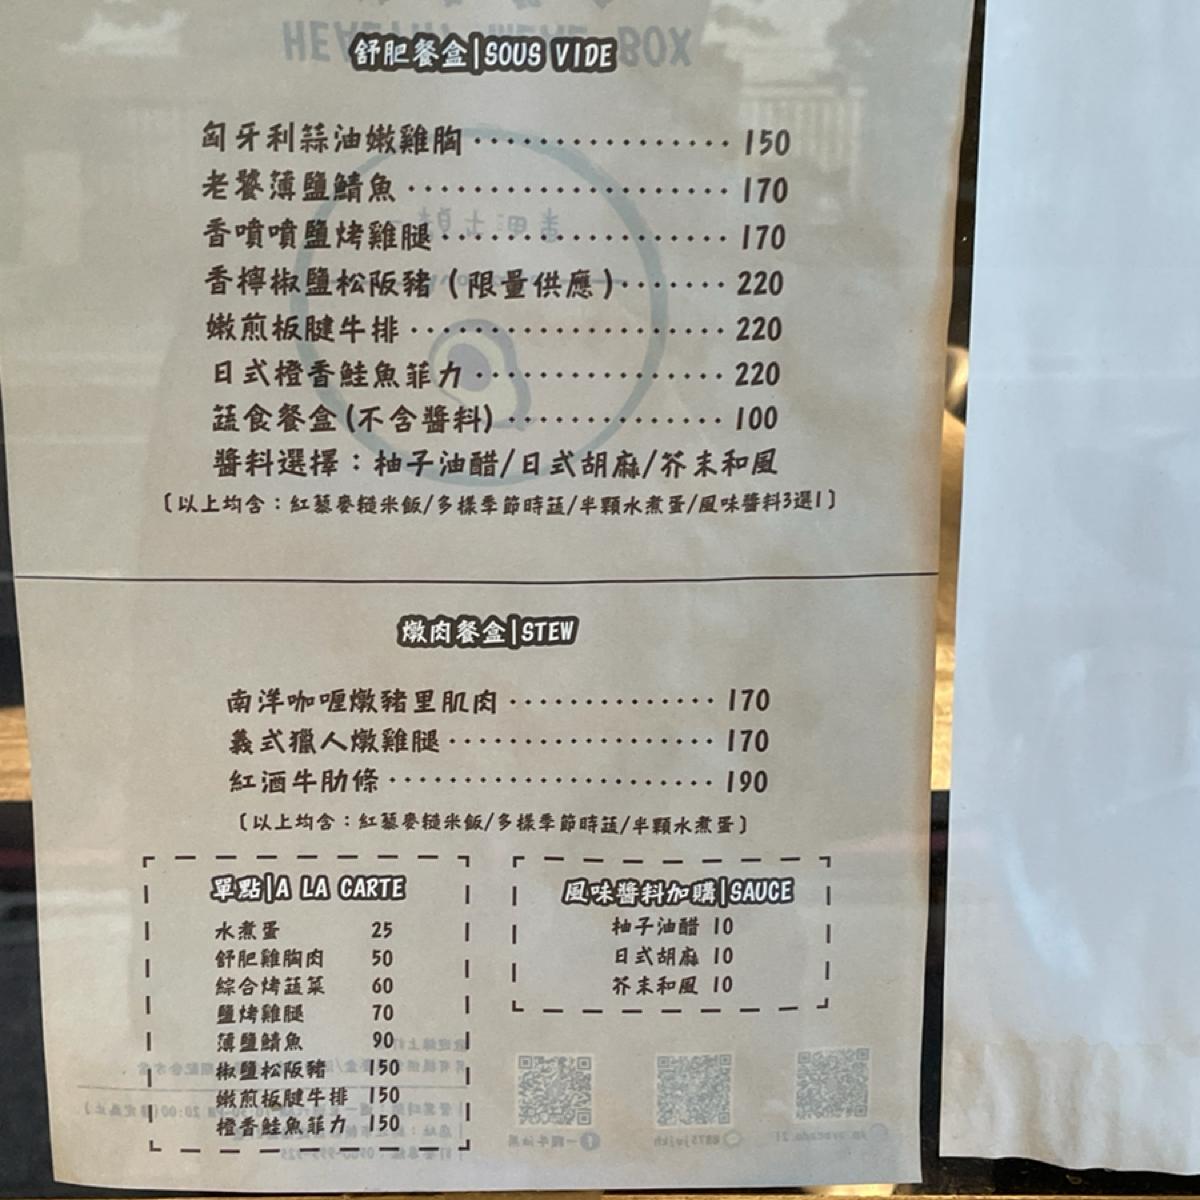 舒肥餐盒|SOUS VIDE
匈牙利蒜油嫩雞胸 150
老饕薄鹽鯖魚 170
香噴噴鹽烤雞腿 170
香檸椒鹽松阪豬 (限量供應) 220
嫩煎板腱牛排 220
日式橙香鮭魚菲力 220
蔬食餐盒(不含醬料) 100
醬料選擇：柚子油醋/日式胡麻/芥末和風
〔以上均含：紅藜麥糙米飯/多樣季節時蔬/半顆水煮蛋/風味醬料3選1〕
燉肉餐盒|STEW
南洋咖喱燉豬里肌肉 170
義式獵人燉雞腿 170
紅酒牛肋條 190
〔以上均含：紅藜麥糙米飯/多樣季節時蔬/半顆水煮蛋〕
單點|A LA CARTE
水煮蛋 25
舒肥雞胸肉 50
綜合烤蔬菜 60
鹽烤雞腿 70
薄鹽鯖魚 90
椒鹽松阪豬 150
嫩煎板腱牛排 150
橙香鮭魚菲力 150
風味醬料加購|SAUCE
柚子油醋 10
日式胡麻 10
芥末和風 10